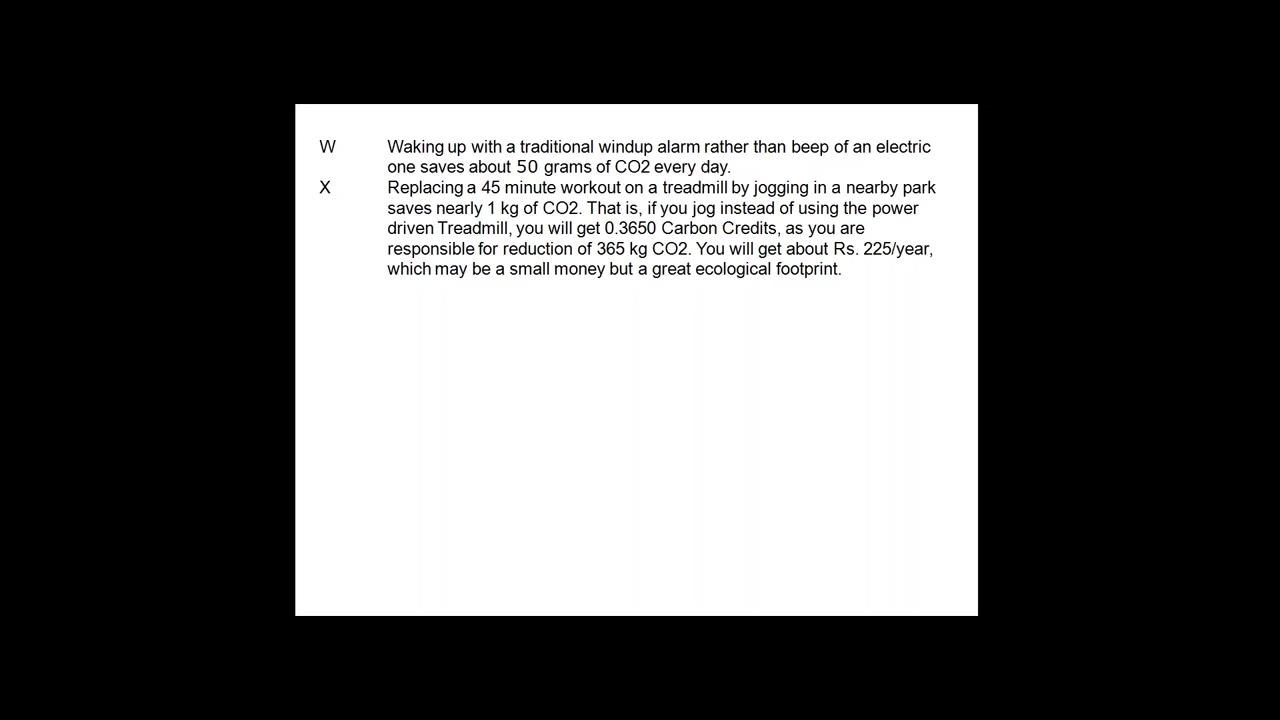 W Waking up with a traditional windup alarm rather than beep of an electric
one saves about 50 grams of CO2 every day.
X Replacing a 45 minute workout on a treadmill by jogging in a nearby park
saves nearly 1 kg of CO2. That is, if you jog instead of using the power
driven Treadmill, you will get 0.3650 Carbon Credits, as you are
responsible for reduction of 365 kg CO2. You will get about Rs. 225/year,
which may be a small money but a great ecological footprint.